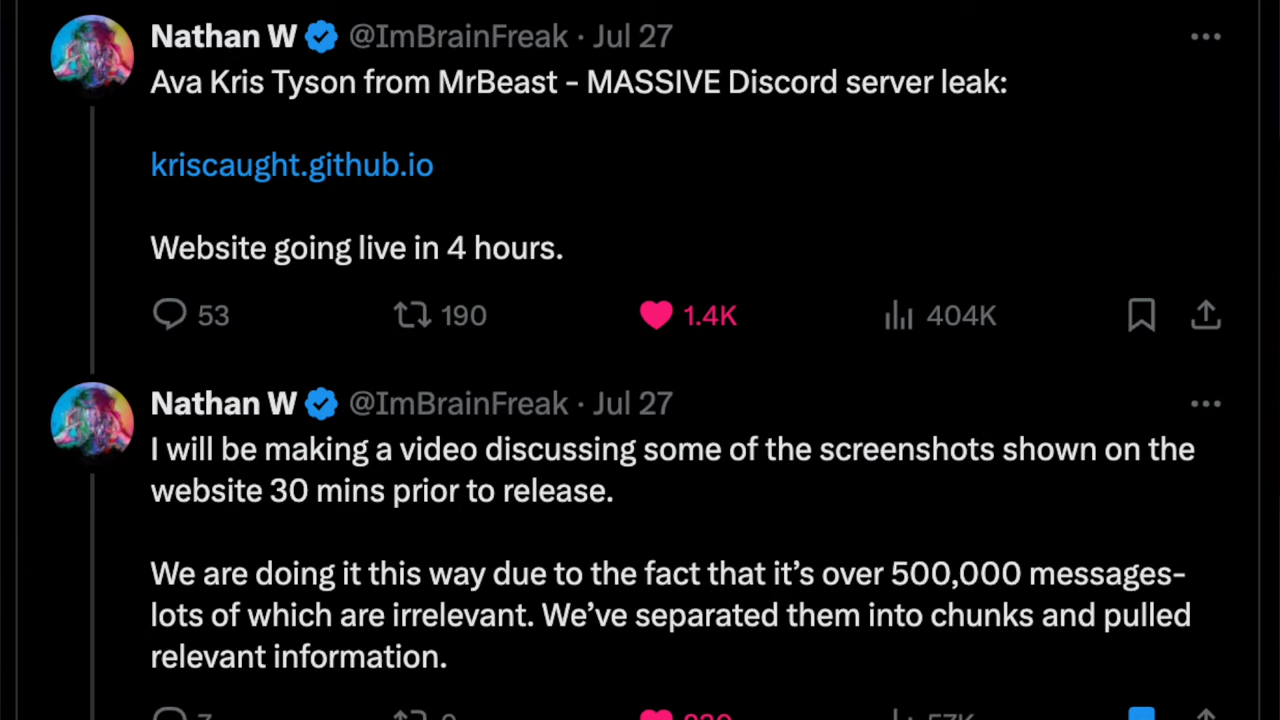 Nathan W @ImBrainFreak · Jul 27
Ava Kris Tyson from MrBeast - MASSIVE Discord server leak:
kriscaught.github.io
Website going live in 4 hours.
53 190 1.4K 404K
Nathan W @ImBrainFreak · Jul 27
I will be making a video discussing some of the screenshots shown on the
website 30 mins prior to release.
We are doing it this way due to the fact that it’s over 500,000 messages-
lots of which are irrelevant. We’ve separated them into chunks and pulled
relevant information.